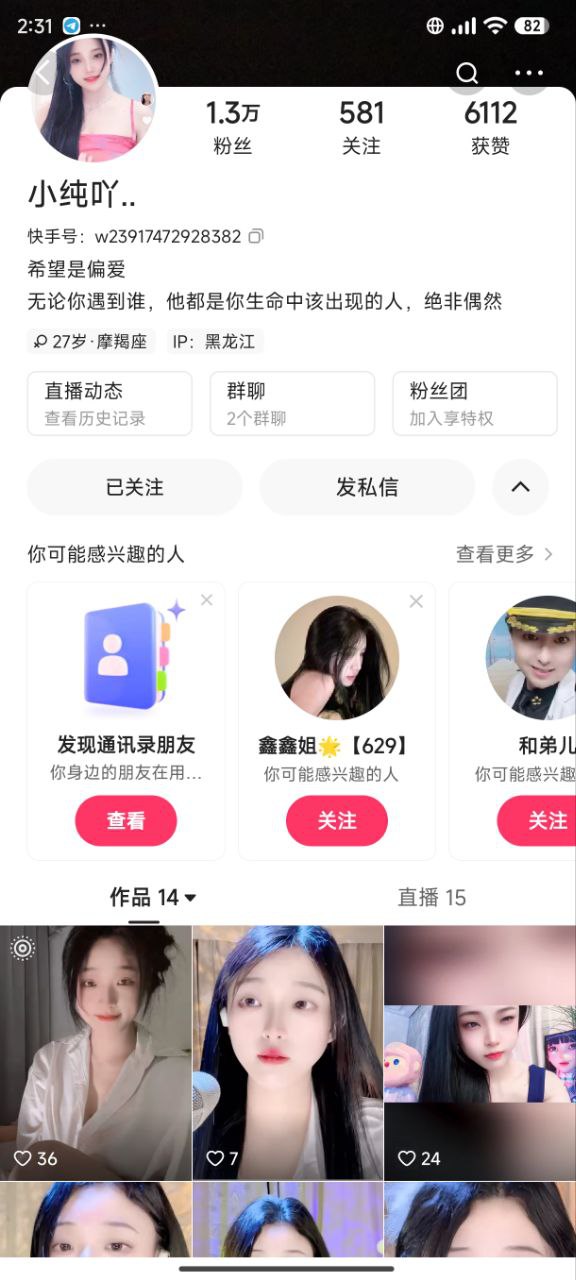 2:31 ... 82
1.3万 581 6112
粉丝 关注 获赞
小纯吖..
快手号：w23917472928382
希望是偏爱
无论你遇到谁，他都是你生命中该出现的人，绝非偶然
27岁·摩羯座 IP：黑龙江
直播动态 群聊 粉丝团
查看历史记录 2个群聊 加入享特权
已关注 发私信
你可能感兴趣的人 查看更多
发现通讯录朋友 鑫鑫姐🌟【629】 和弟儿
你身边的朋友在用... 你可能感兴趣的人 你可能感兴趣
查看 关注 关注
作品 14 直播 15
36 7 24